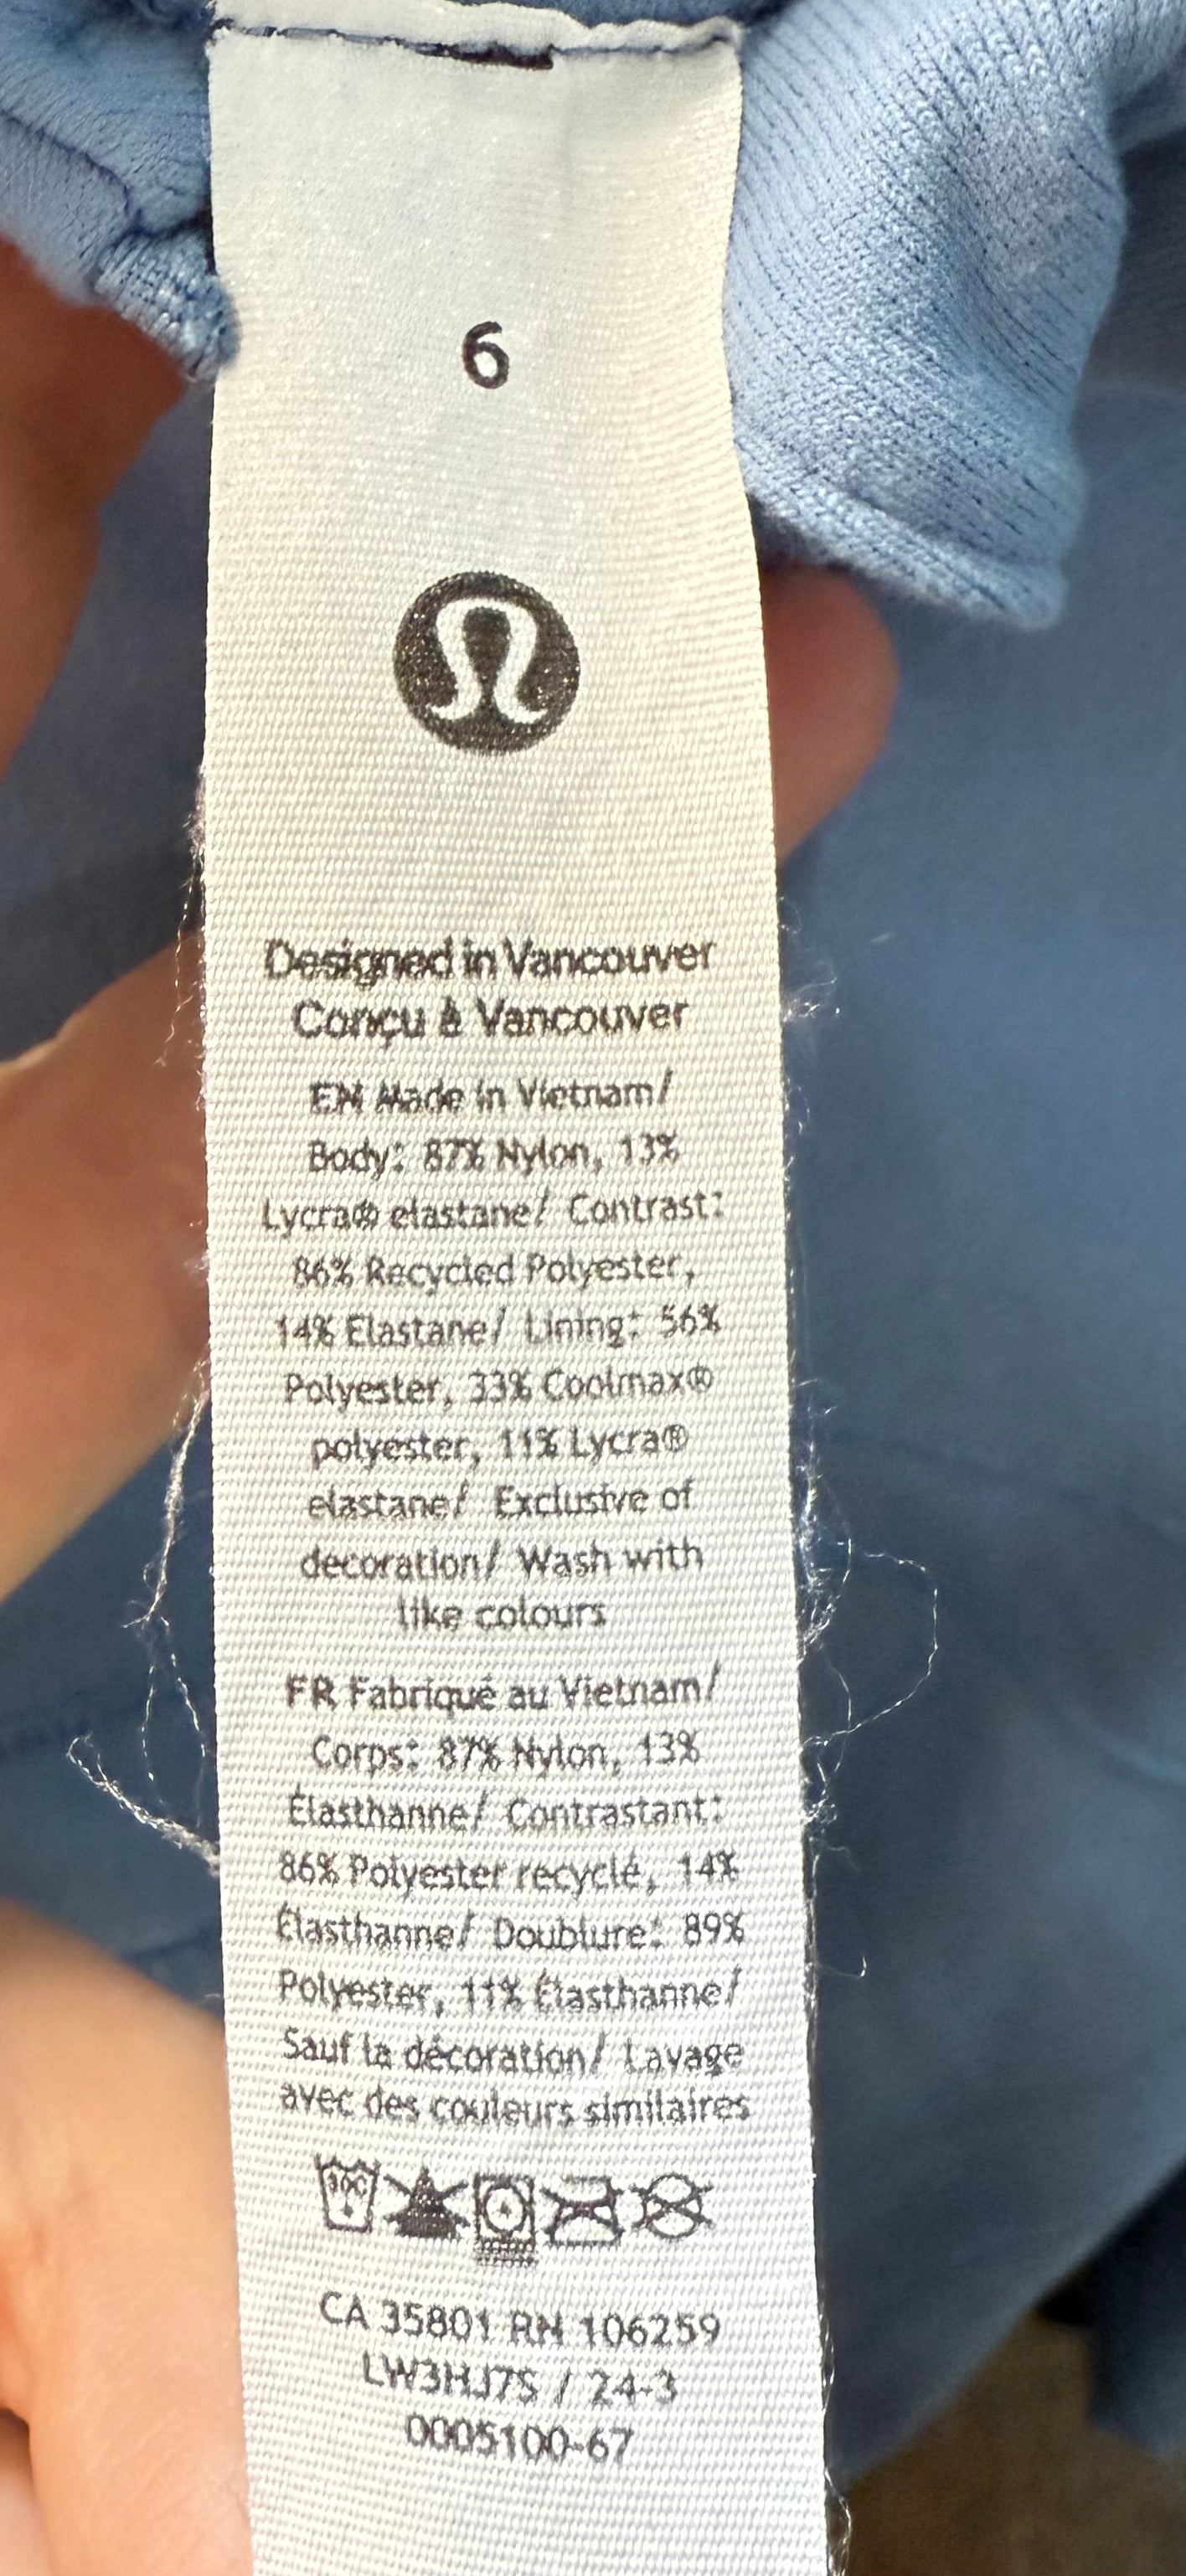 6
Designed in Vancouver
Conçu à Vancouver
EN Made in Vietnam/
Body: 87% Nylon, 13%
Lycra® elastane/ Contrast:
86% Recycled Polyester,
14% Elastane/ Lining: 56%
Polyester, 33% Coolmax®
polyester, 11% Lycra®
elastane/ Exclusive of
decoration/ Wash with
like colours
FR Fabriqué au Vietnam/
Corps: 87% Nylon, 13%
Élasthanne/ Contrastant:
86% Polyester recyclé, 14%
Élasthanne/ Doublure: 89%
Polyester, 11% Élasthanne/
Sauf la décoration/ Lavage
avec des couleurs similaires
30C
CA 35801 RN 106259
LW3HJ7S / 24-3
0005100-67